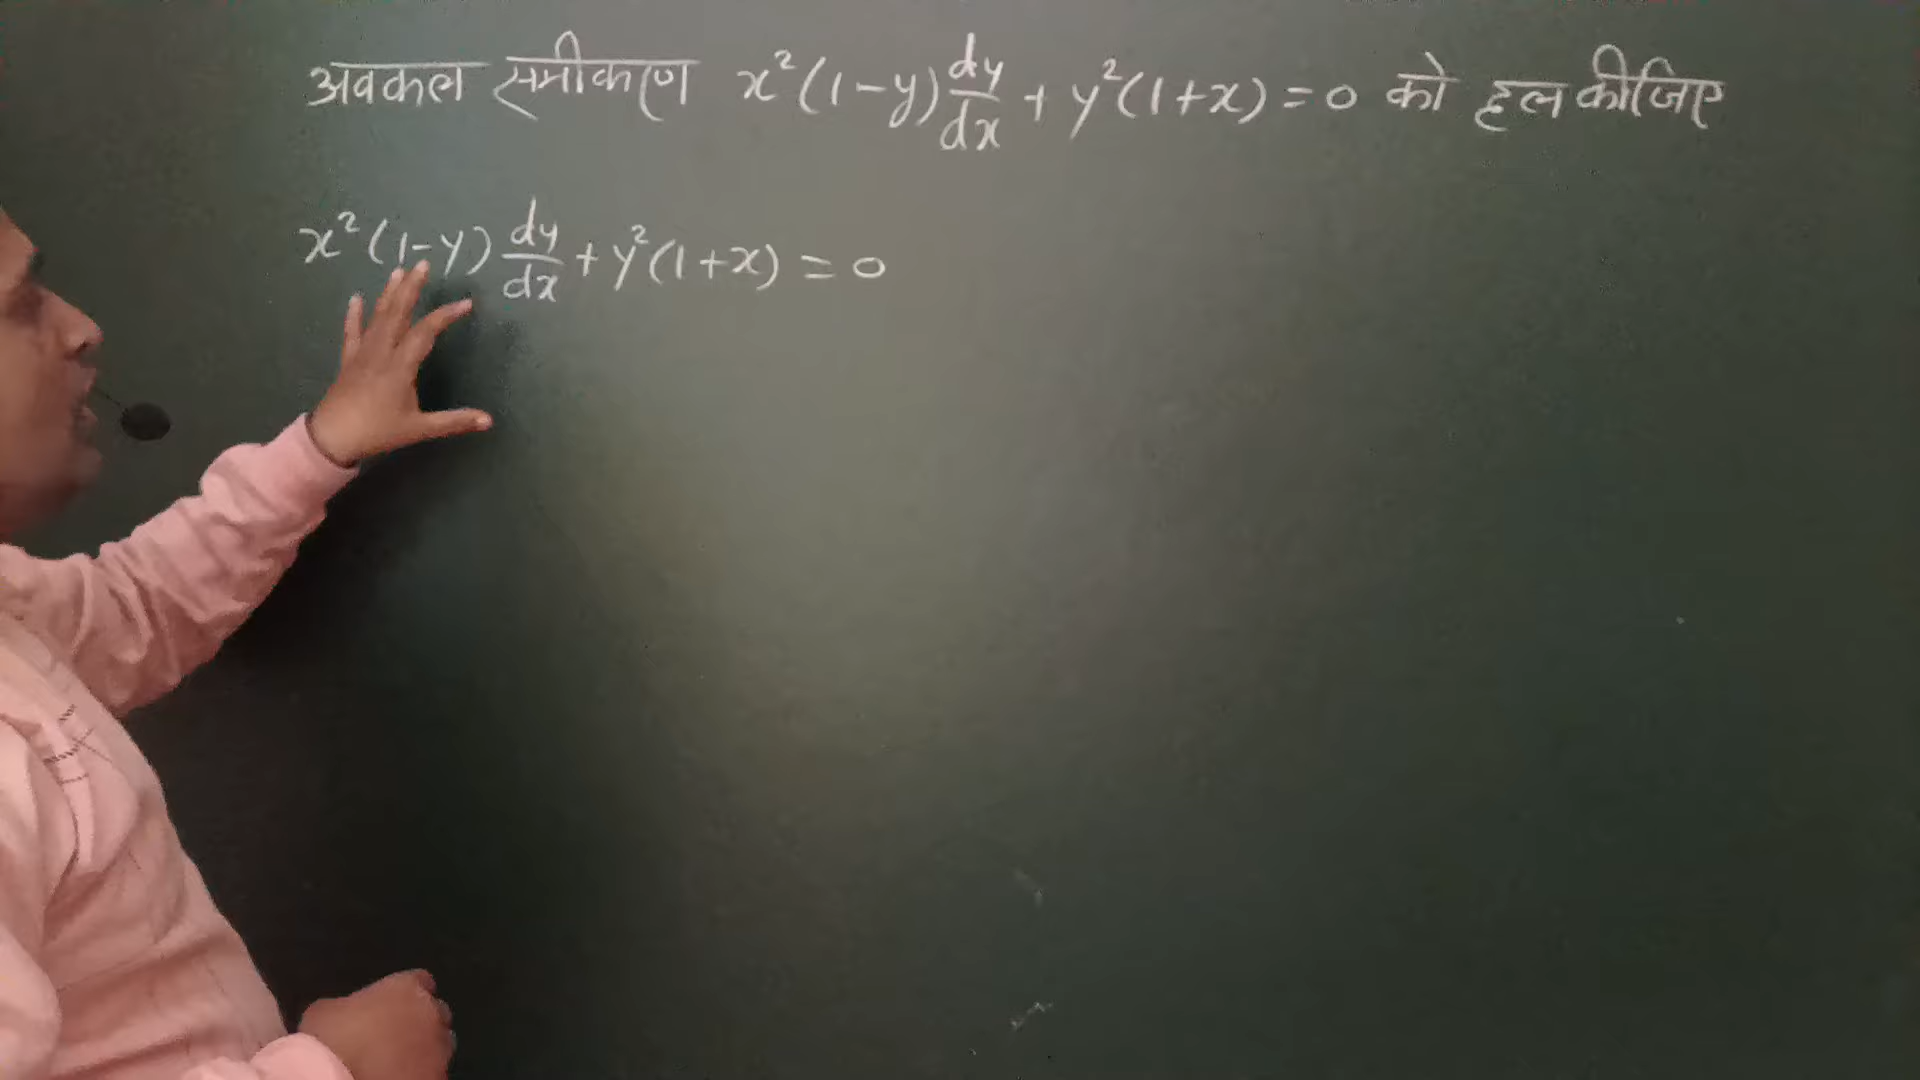 अवकल समीकरण x²(1-y)dy/dx + y²(1+x) = 0 को हल कीजिए
x²(1-y) dy/dx + y²(1+x) = 0